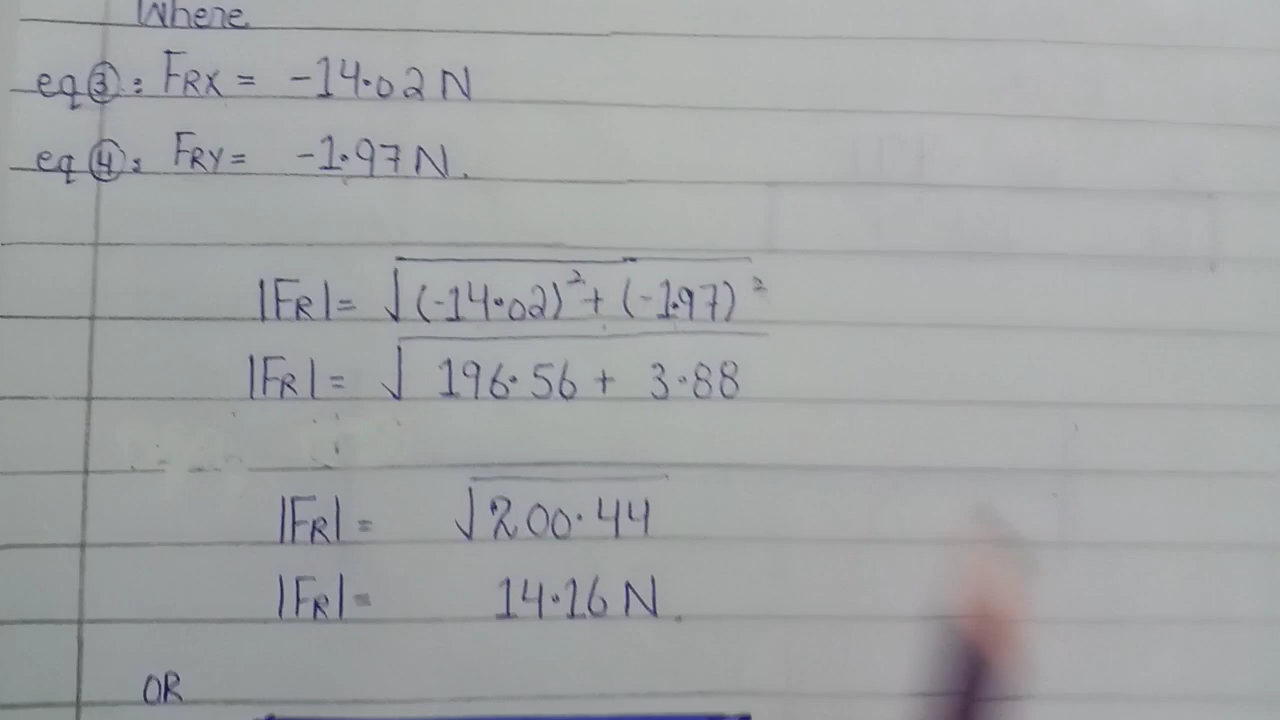 Where
eq③: FRX = -14.02 N
eq④: FRY = -1.97 N.
|FR| = √(-14.02)² + (-1.97)²
|FR| = √ 196.56 + 3.88
|FR| = √200.44
|FR| = 14.16 N.
OR